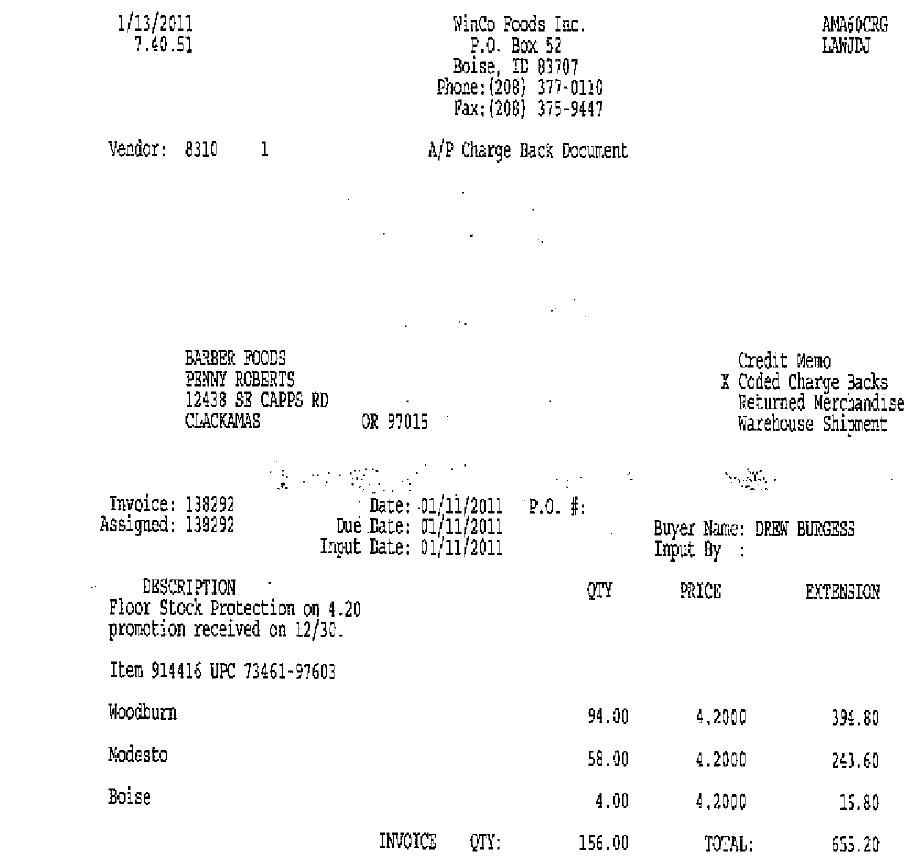 1/13/2011 WinCo Foods Inc. AMA60CRG
7.40.51 P.O. Box 52 LAWJDJ
Boise, ID 83707
Phone:(208) 377-0110
Fax:(208) 375-9447
Vendor: 8310 1 A/P Charge Back Document
BARBER FOODS Credit Memo
PENNY ROBERTS X Coded Charge Backs
12438 SE CAPPS RD Returned Merchandise
CLACKAMAS OR 97015 Warehouse Shipment
Invoice: 138292 Date: 01/11/2011 P.O. #:
Assigned: 138292 Due Date: 01/11/2011 Buyer Name: DREW BURGESS
Input Date: 01/11/2011 Input By :
DESCRIPTION QTY PRICE EXTENSION
Floor Stock Protection on 4.20
promotion received on 12/30.
Item 914416 UPC 73461-97603
Woodburn 94.00 4.2000 394.80
Modesto 58.00 4.2000 243.60
Boise 4.00 4.2000 16.80
INVOICE QTY: 156.00 TOTAL: 655.20